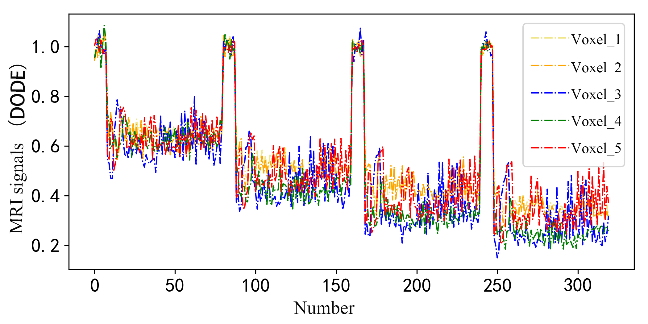 MRI signals （DODE）
1.0
0.8
0.6
0.4
0.2
0 50 100 150 200 250 300
Number
Voxel_1
Voxel_2
Voxel_3
Voxel_4
Voxel_5